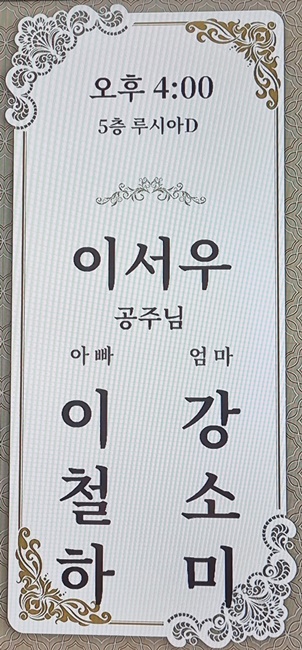 오후 4:00
5층 루시아D
이서우
공주님
아빠 엄마
이철하 강소미